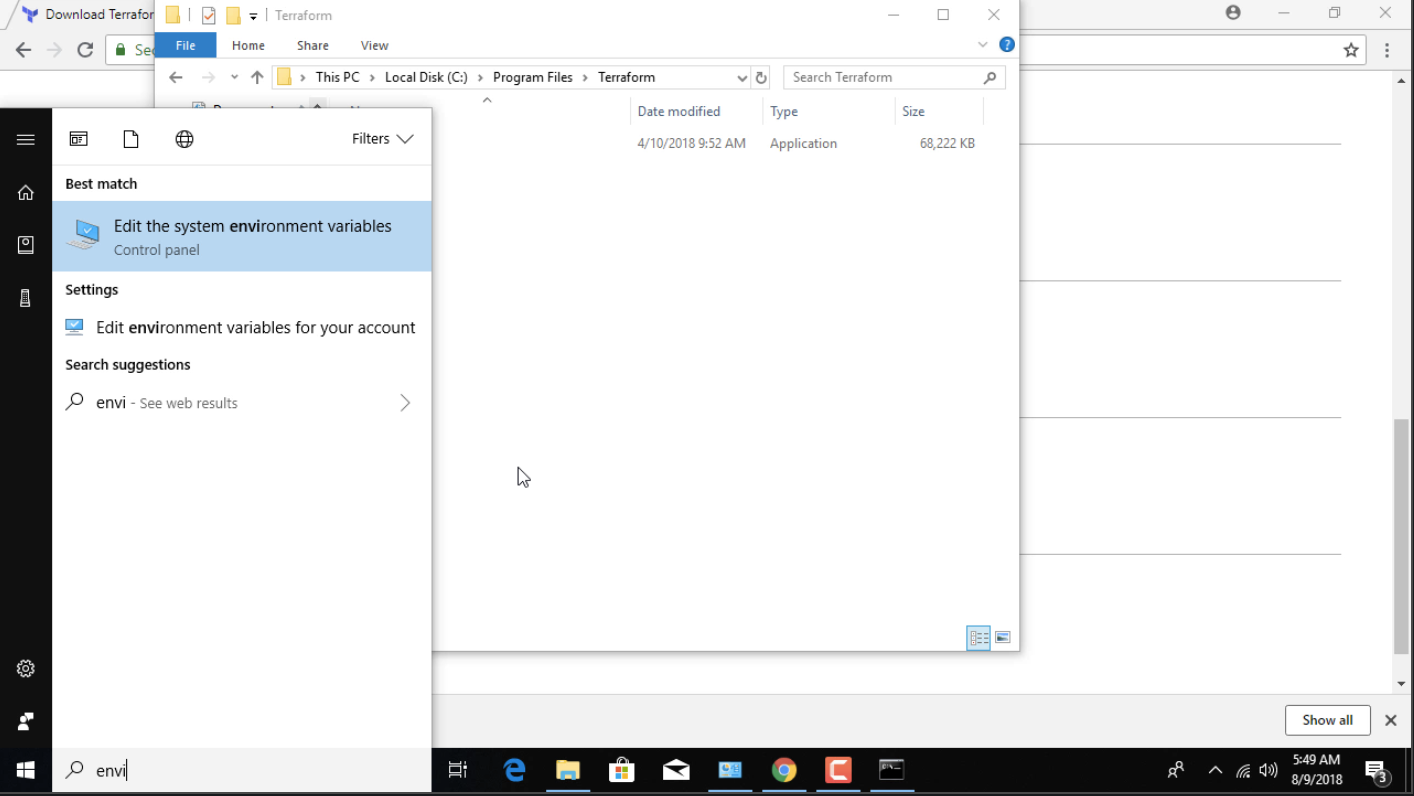 Download Terrafor
Terraform
File Home Share View
Sec
This PC Local Disk (C:) Program Files Terraform
Search Terraform
Date modified Type Size
4/10/2018 9:52 AM Application 68,222 KB
Filters
Best match
Edit the system environment variables
Control panel
Settings
Edit environment variables for your account
Search suggestions
envi - See web results
Show all
envi
5:49 AM
8/9/2018
3